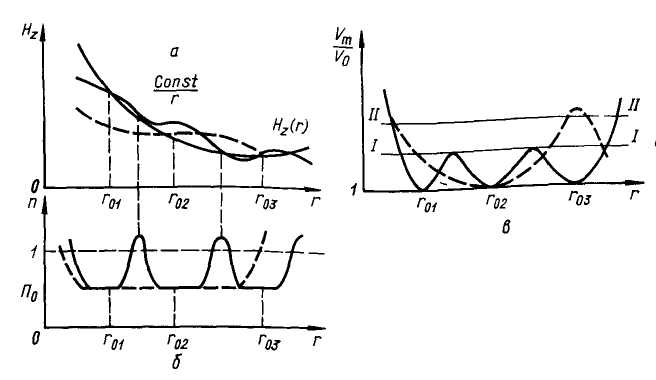 H_z
а
Const
r
H_z(r)
0
r_01
r_02
r_03
r
n
1
П_0
0
r_01
r_02
r_03
r
б
V_m
V_0
II
II
I
I
1
r_01
r_02
r_03
r
в